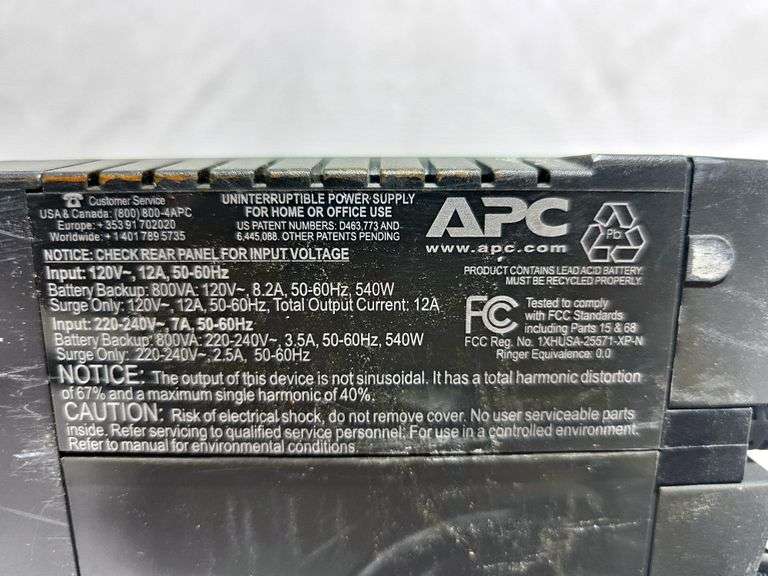 Customer Service
USA & Canada: (800) 800-4APC
Europe: +353 91 702020
Worldwide: +1 401 789 5735
UNINTERRUPTIBLE POWER SUPPLY
FOR HOME OR OFFICE USE
US PATENT NUMBERS: D463,773 AND
6,445,088. OTHER PATENTS PENDING
APC
www.apc.com
Pb
PRODUCT CONTAINS LEAD ACID BATTERY.
MUST BE RECYCLED PROPERLY.
NOTICE: CHECK REAR PANEL FOR INPUT VOLTAGE
Input: 120V~, 12A, 50-60Hz
Battery Backup: 800VA: 120V~, 8.2A, 50-60Hz, 540W
Surge Only: 120V~, 12A, 50-60Hz, Total Output Current: 12A
Input: 220-240V~, 7A, 50-60Hz
Battery Backup: 800VA: 220-240V~, 3.5A, 50-60Hz, 540W
Surge Only: 220-240V~, 2.5A, 50-60Hz
FC
Tested to comply
with FCC Standards
including Parts 15 & 68
FCC Reg. No. 1XHUSA-25571-XP-N
Ringer Equivalence: 0.0
NOTICE: The output of this device is not sinusoidal. It has a total harmonic distortion
of 67% and a maximum single harmonic of 40%.
CAUTION: Risk of electrical shock, do not remove cover. No user serviceable parts
inside. Refer servicing to qualified service personnel. For use in a controlled environment.
Refer to manual for environmental conditions.